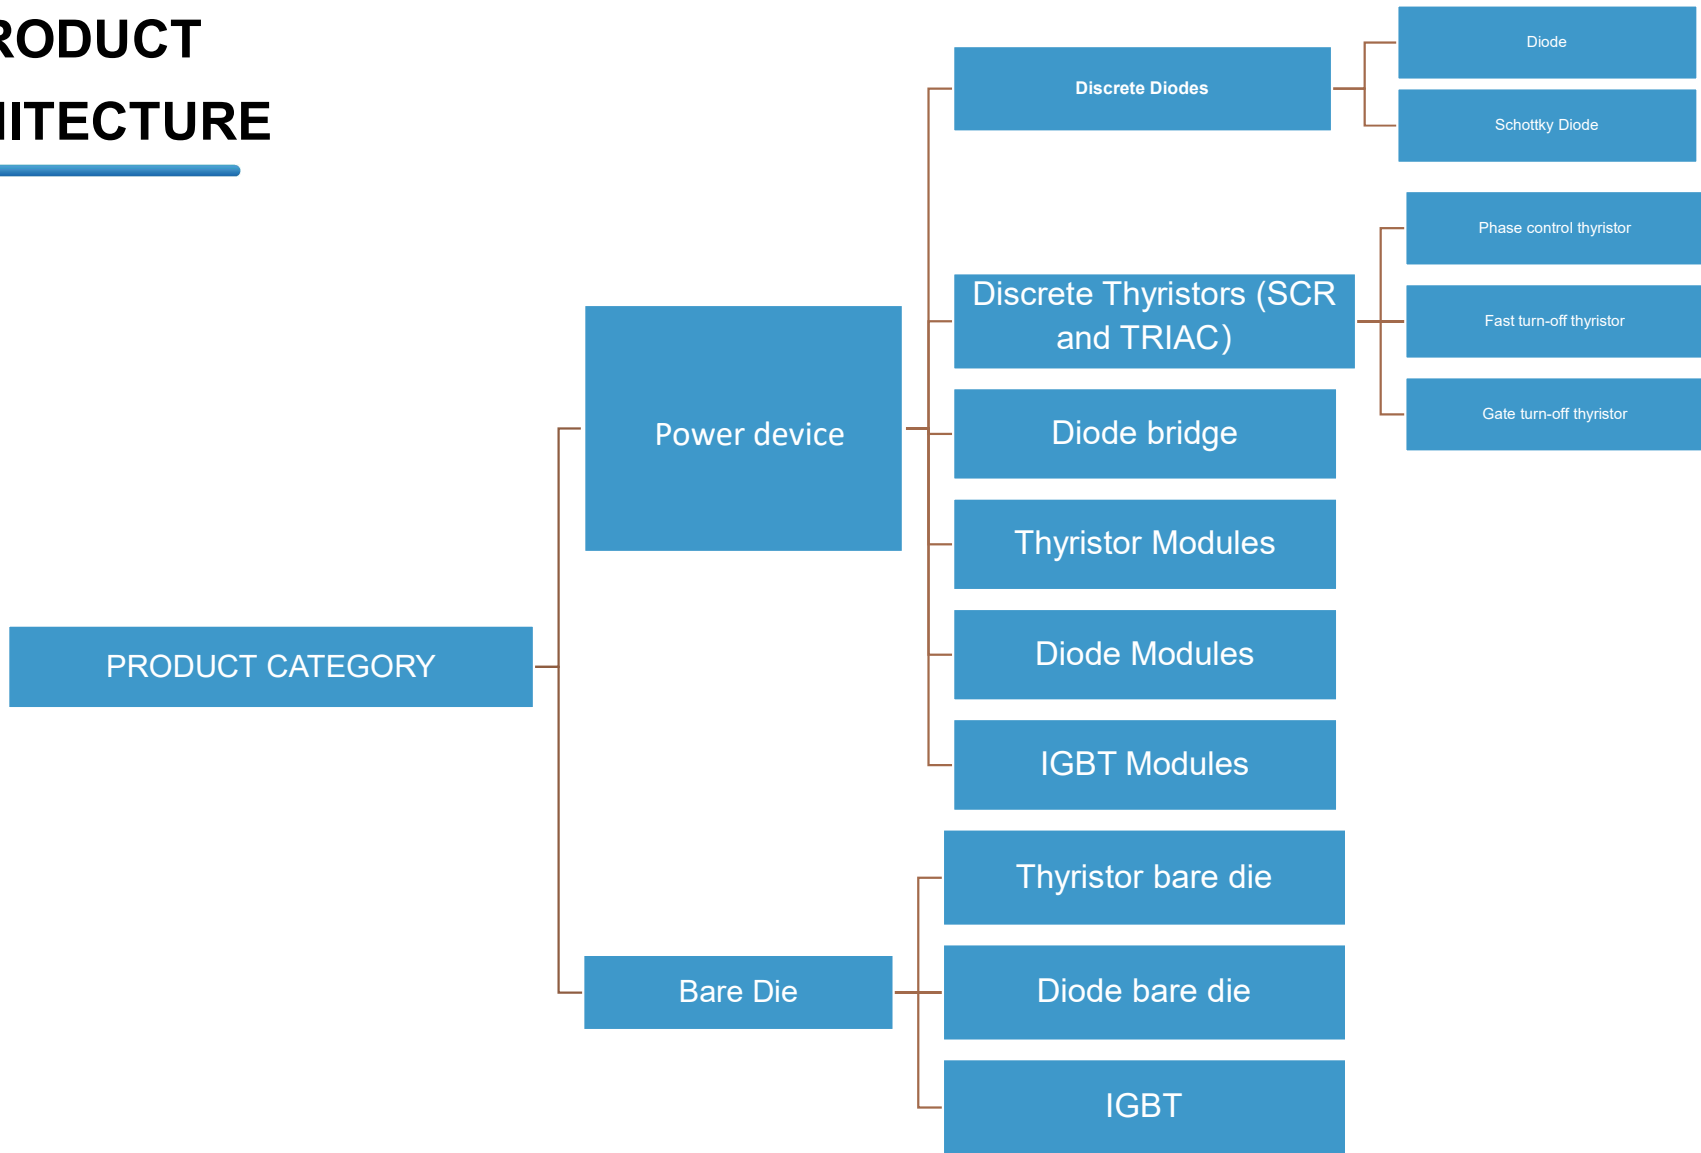 RODUCT
HITECTURE
Diode
Discrete Diodes
Schottky Diode
Phase control thyristor
Discrete Thyristors (SCR
and TRIAC)
Fast turn-off thyristor
Gate turn-off thyristor
Power device
Diode bridge
Thyristor Modules
Diode Modules
PRODUCT CATEGORY
IGBT Modules
Thyristor bare die
Bare Die
Diode bare die
IGBT